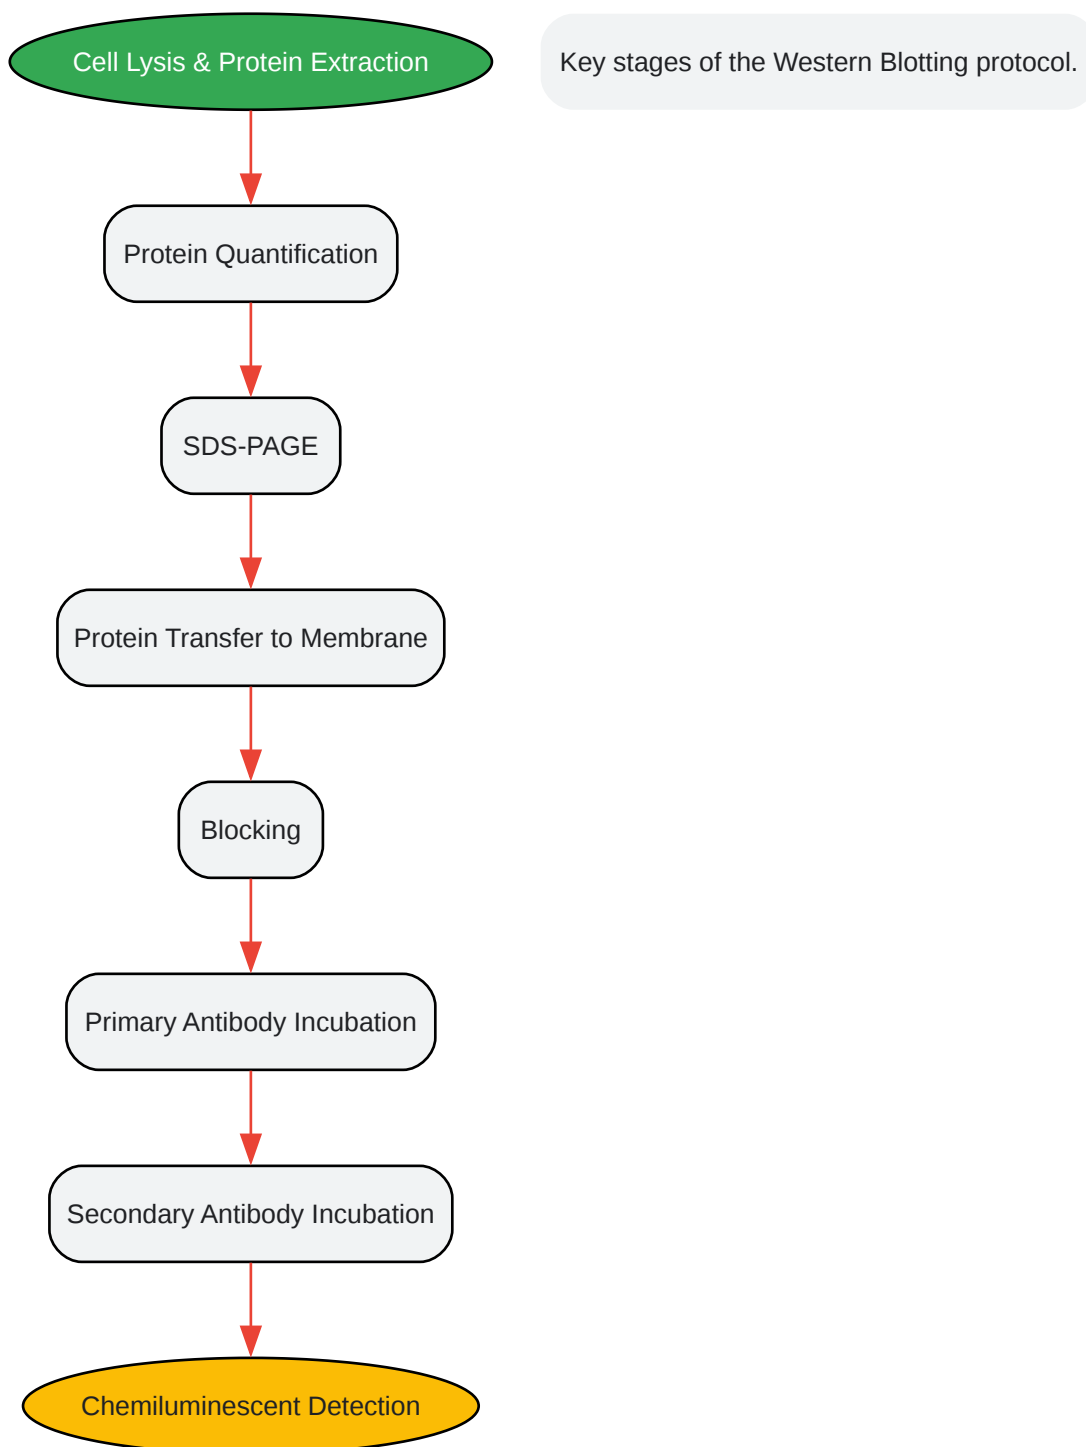 Cell Lysis & Protein Extraction
Key stages of the Western Blotting protocol.
Protein Quantification
SDS-PAGE
Protein Transfer to Membrane
Blocking
Primary Antibody Incubation
Secondary Antibody Incubation
Chemiluminescent Detection